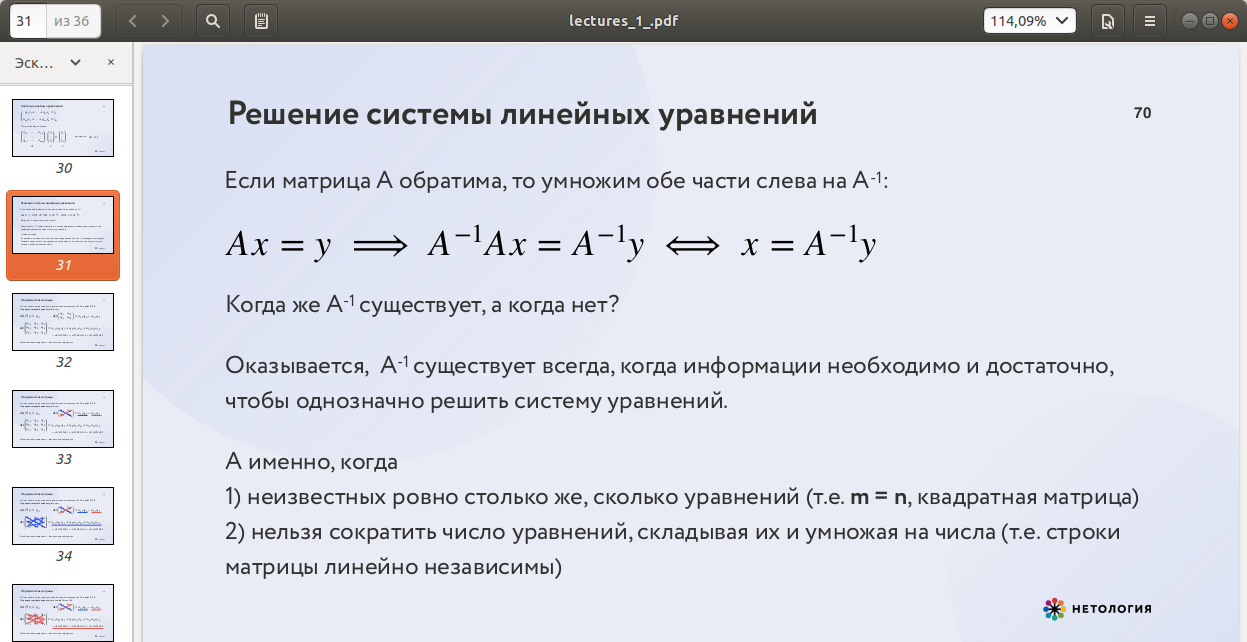 31 из 36
lectures_1_.pdf
114,09%
Эск...
30
31
32
33
34
Решение системы линейных уравнений
70
Если матрица A обратима, то умножим обе части слева на A⁻¹:
Ax = y ⟹ A⁻¹Ax = A⁻¹y ⟺ x = A⁻¹y
Когда же A⁻¹ существует, а когда нет?
Оказывается, A⁻¹ существует всегда, когда информации необходимо и достаточно,
чтобы однозначно решить систему уравнений.
А именно, когда
1) неизвестных ровно столько же, сколько уравнений (т.е. m = n, квадратная матрица)
2) нельзя сократить число уравнений, складывая их и умножая на числа (т.е. строки
матрицы линейно независимы)
НЕТОЛОГИЯ